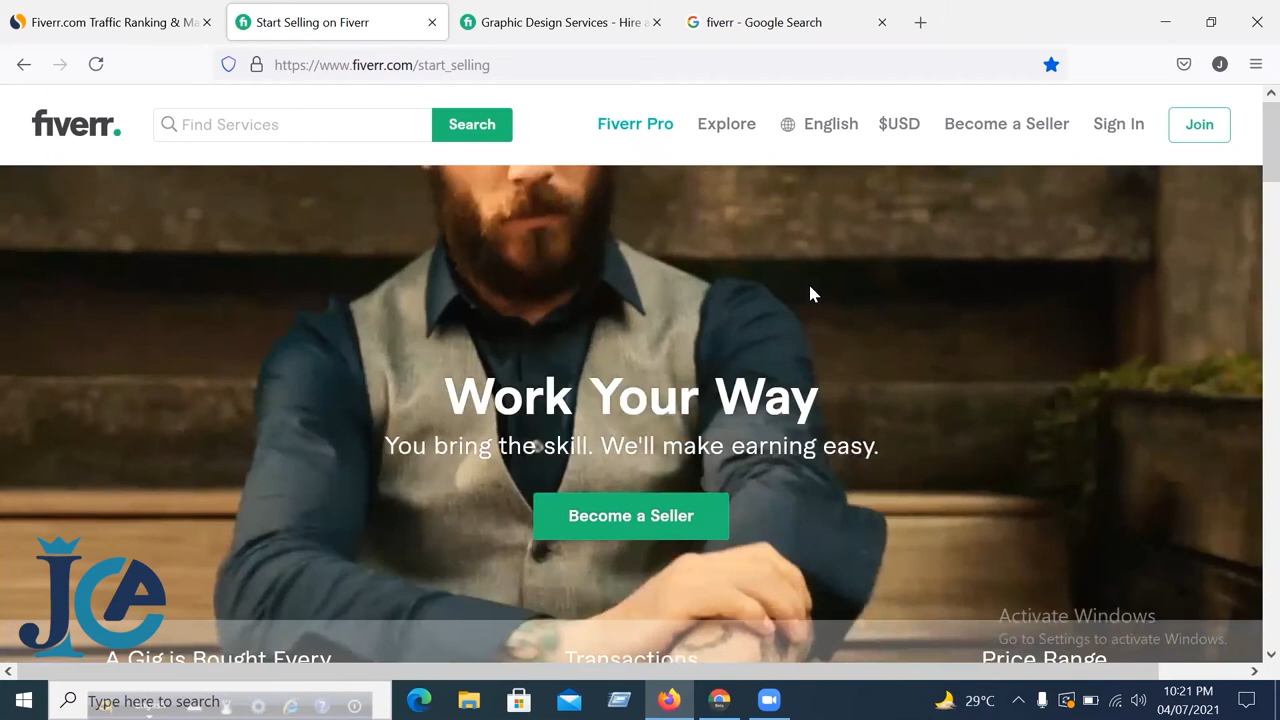 Fiverr.com Traffic Ranking & Ma
Start Selling on Fiverr
Graphic Design Services - Hire a
fiverr - Google Search
https://www.fiverr.com/start_selling
J
fiverr.
Find Services
Search
Fiverr Pro
Explore
English
$USD
Become a Seller
Sign In
Join
Work Your Way
You bring the skill. We'll make earning easy.
Become a Seller
JCA
Activate Windows
Go to Settings to activate Windows.
A Gig is Bought Every
Transactions
Price Range
Type here to search
29°C
10:21 PM
04/07/2021